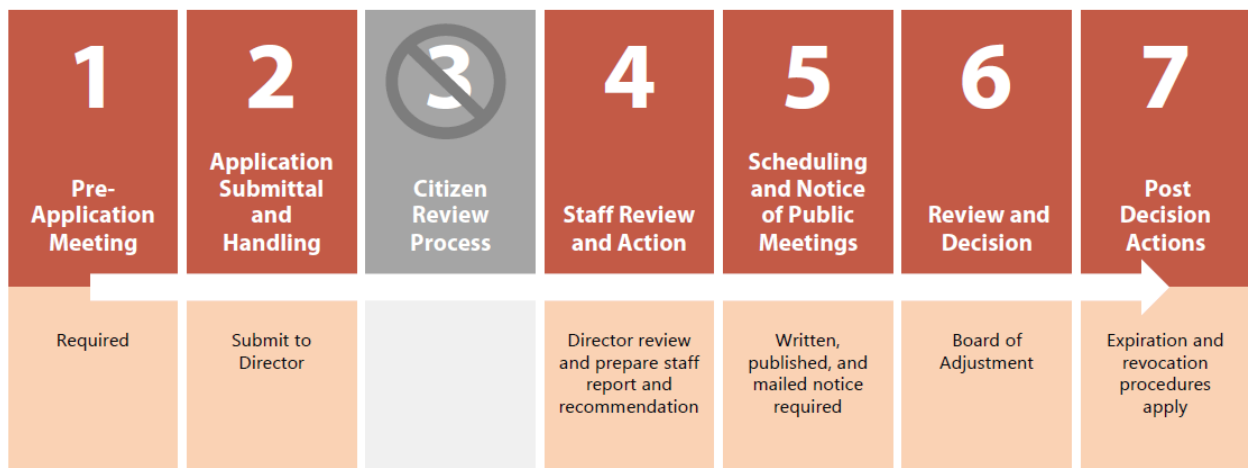 1
Pre-
Application
Meeting
Required
2
Application
Submittal
and
Handling
Submit to
Director
3
Citizen
Review
Process
4
Staff Review
and Action
Director review
and prepare staff
report and
recommendation
5
Scheduling
and Notice
of Public
Meetings
Written,
published, and
mailed notice
required
6
Review and
Decision
Board of
Adjustment
7
Post
Decision
Actions
Expiration and
revocation
procedures
apply